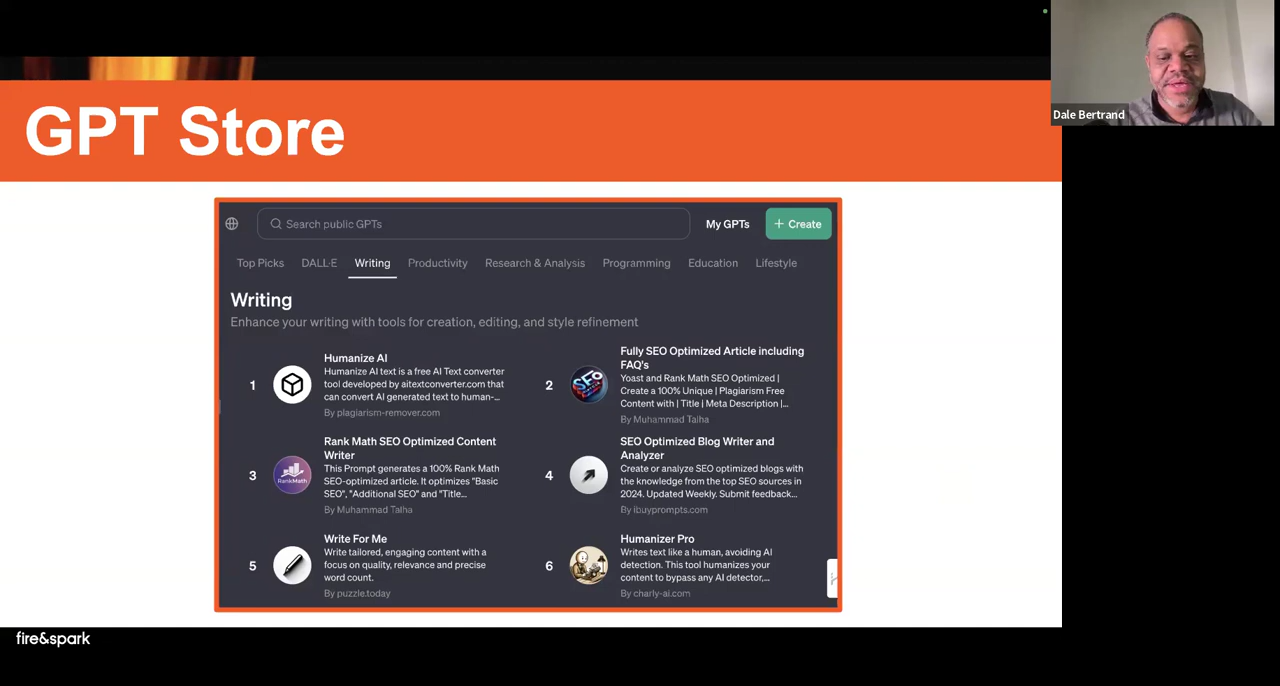 Dale Bertrand
GPT Store
Search public GPTs
My GPTs
+ Create
Top Picks
DALL·E
Writing
Productivity
Research & Analysis
Programming
Education
Lifestyle
Writing
Enhance your writing with tools for creation, editing, and style refinement
1
Humanize AI
Humanize AI text is a free AI Text converter
tool developed by aitextconverter.com that
can convert AI generated text to human-...
By plagiarism-remover.com
2
SEO
Fully SEO Optimized Article including
FAQ's
Yoast and Rank Math SEO Optimized |
Create a 100% Unique | Plagiarism Free
Content with | Title | Meta Description |...
By Muhammad Talha
3
RankMath
Rank Math SEO Optimized Content
Writer
This Prompt generates a 100% Rank Math
SEO-optimized article. It optimizes "Basic
SEO", "Additional SEO" and "Title...
By Muhammad Talha
4
SEO Optimized Blog Writer and
Analyzer
Create or analyze SEO optimized blogs with
the knowledge from the top SEO sources in
2024. Updated Weekly. Submit feedback...
By ibuyprompts.com
5
Write For Me
Write tailored, engaging content with a
focus on quality, relevance and precise
word count.
By puzzle.today
6
Humanizer Pro
Writes text like a human, avoiding AI
detection. This tool humanizes your
content to bypass any AI detector,...
By charly-ai.com
fire&spark